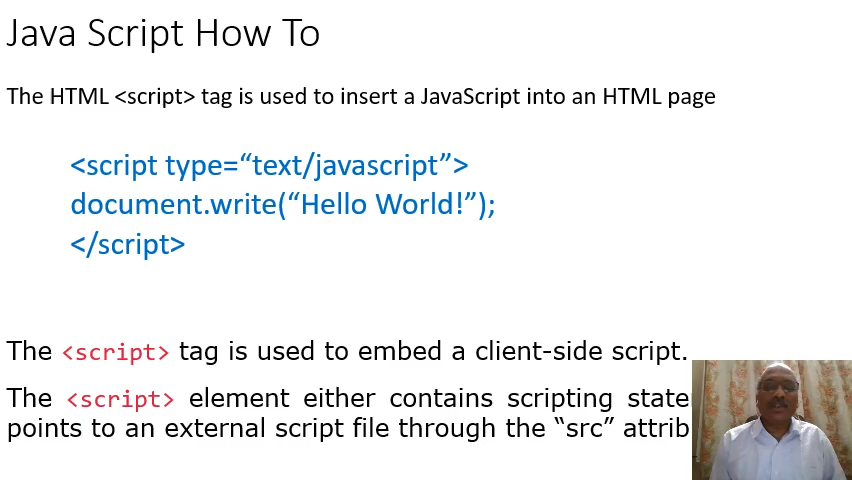 Java Script How To
The HTML <script> tag is used to insert a JavaScript into an HTML page
<script type=“text/javascript”>
document.write(“Hello World!”);
</script>
The <script> tag is used to embed a client-side script.
The <script> element either contains scripting state
points to an external script file through the “src” attrib